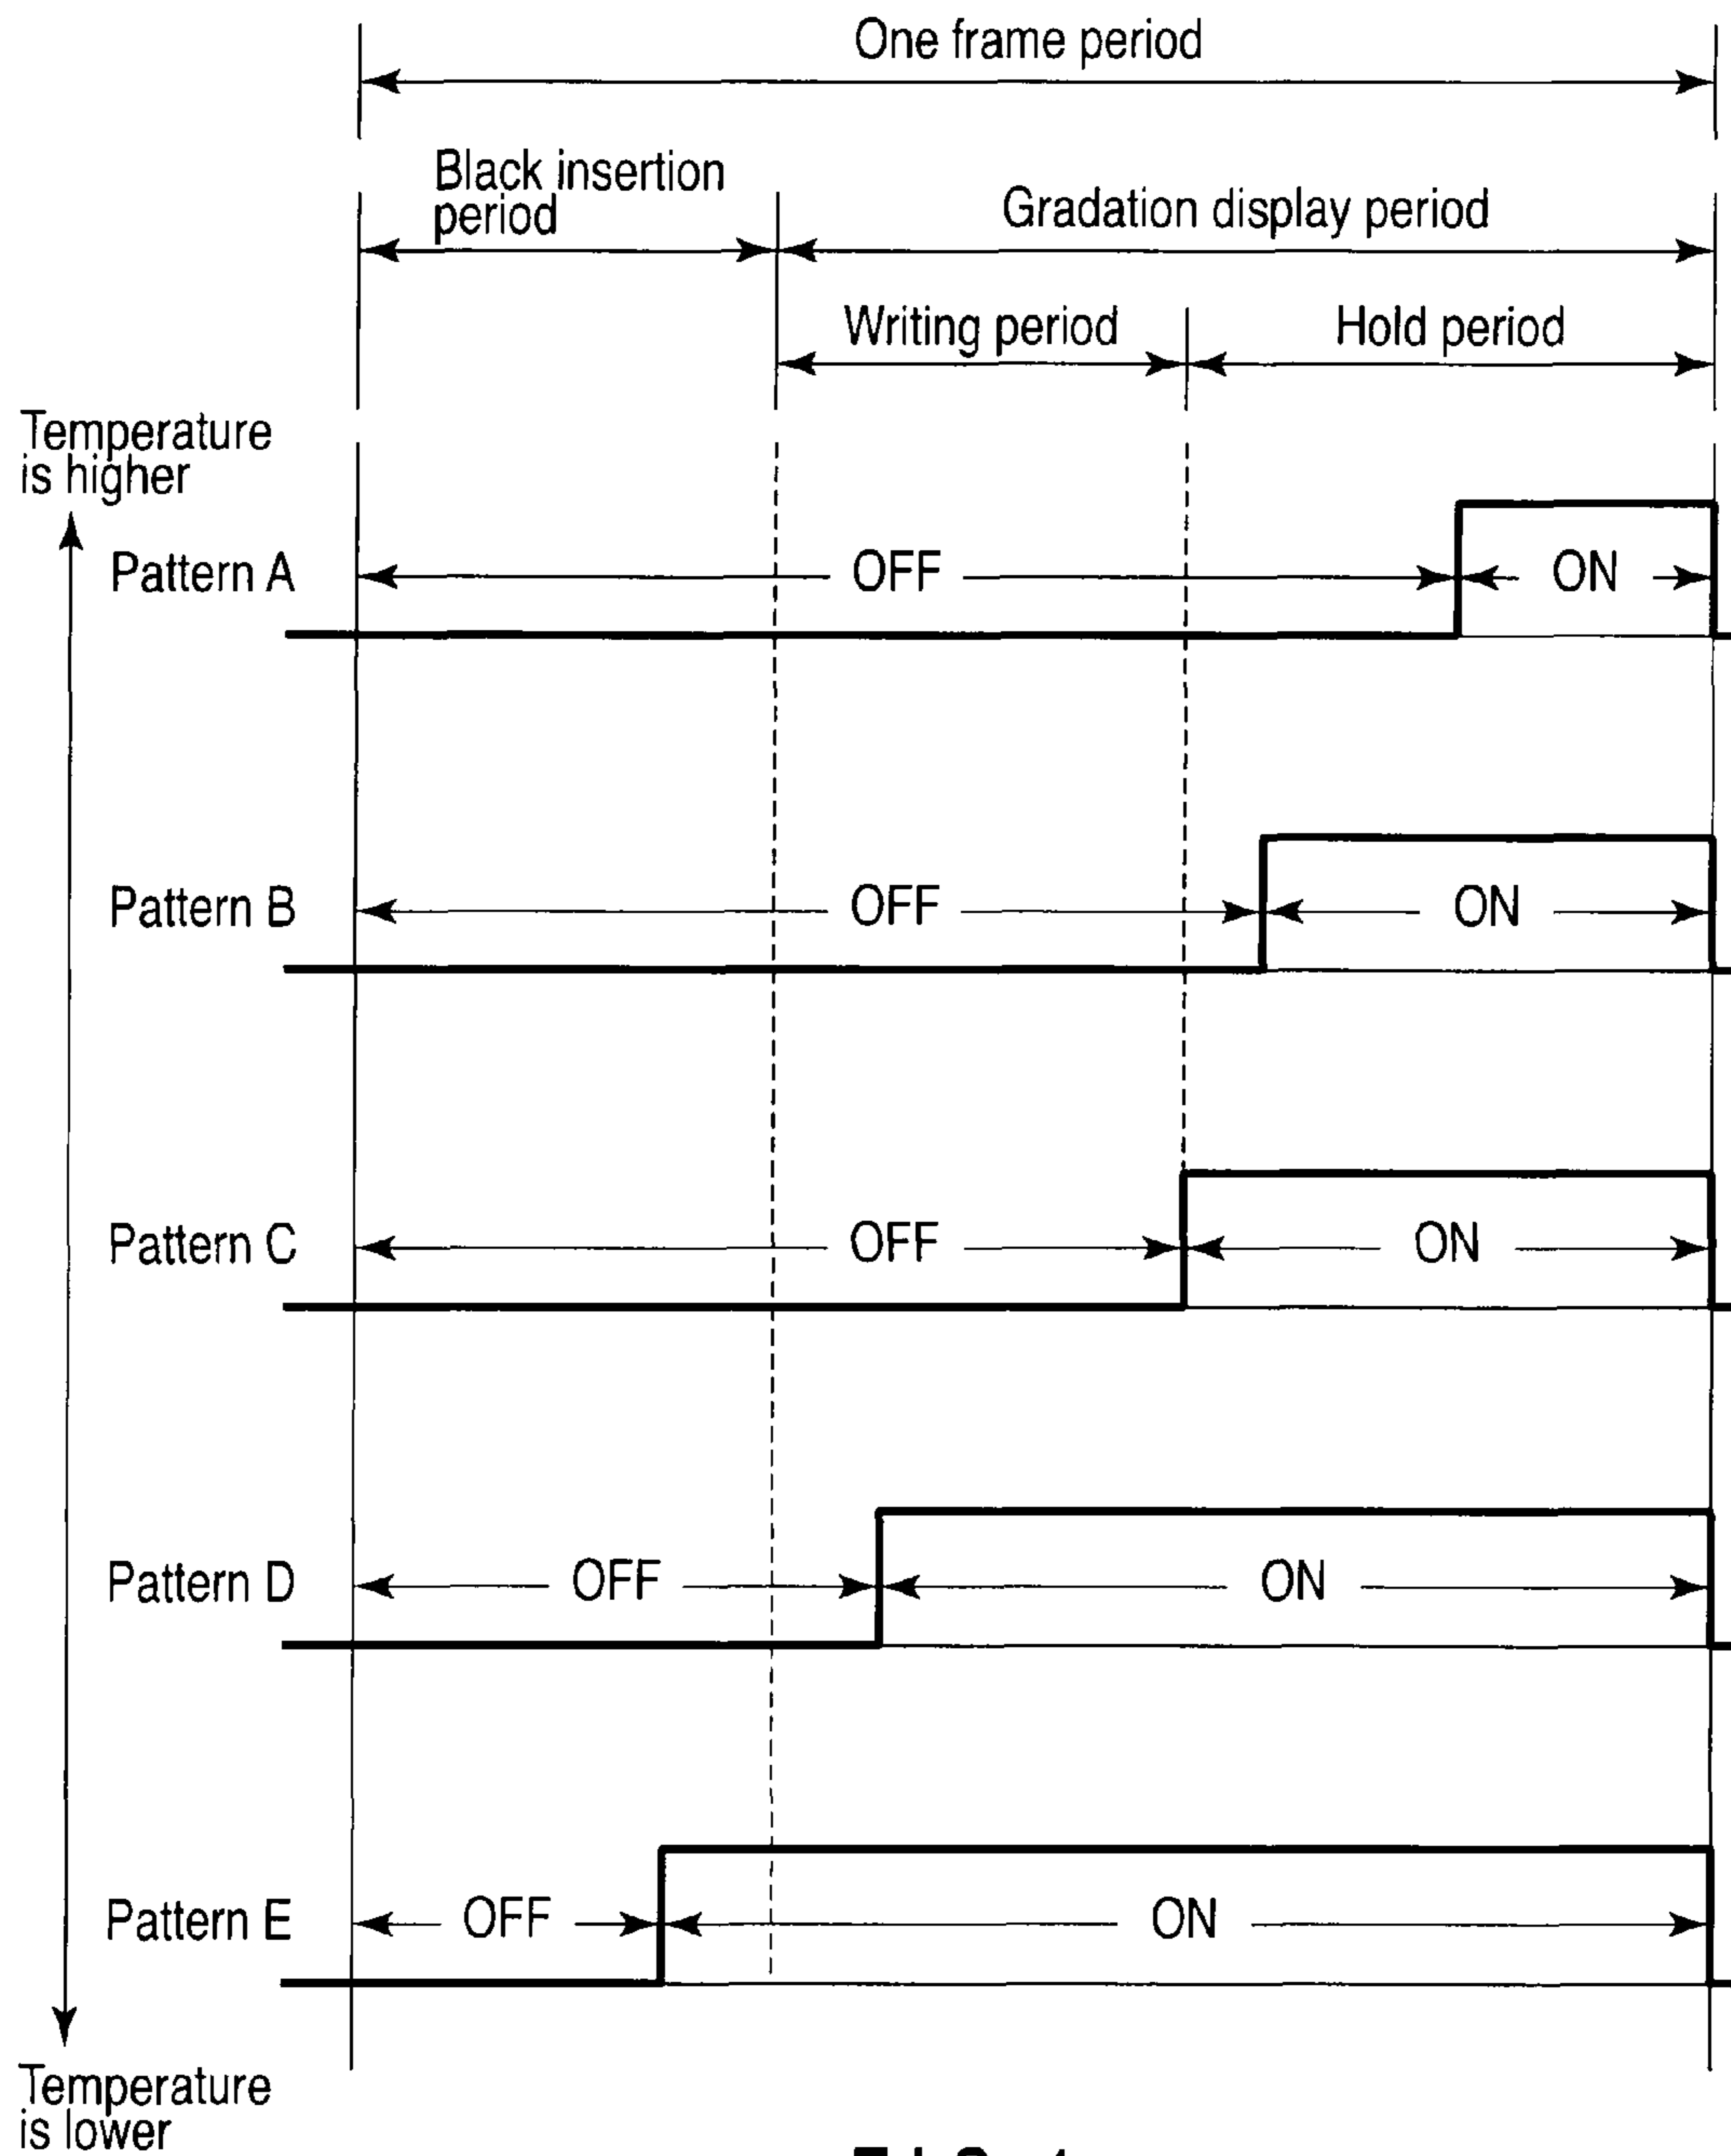 One frame period
Black insertion
period
Gradation display period
Writing period
Hold period
Temperature
is higher
Pattern A
OFF
ON
Pattern B
OFF
ON
Pattern C
OFF
ON
Pattern D
OFF
ON
Pattern E
OFF
ON
Temperature
is lower